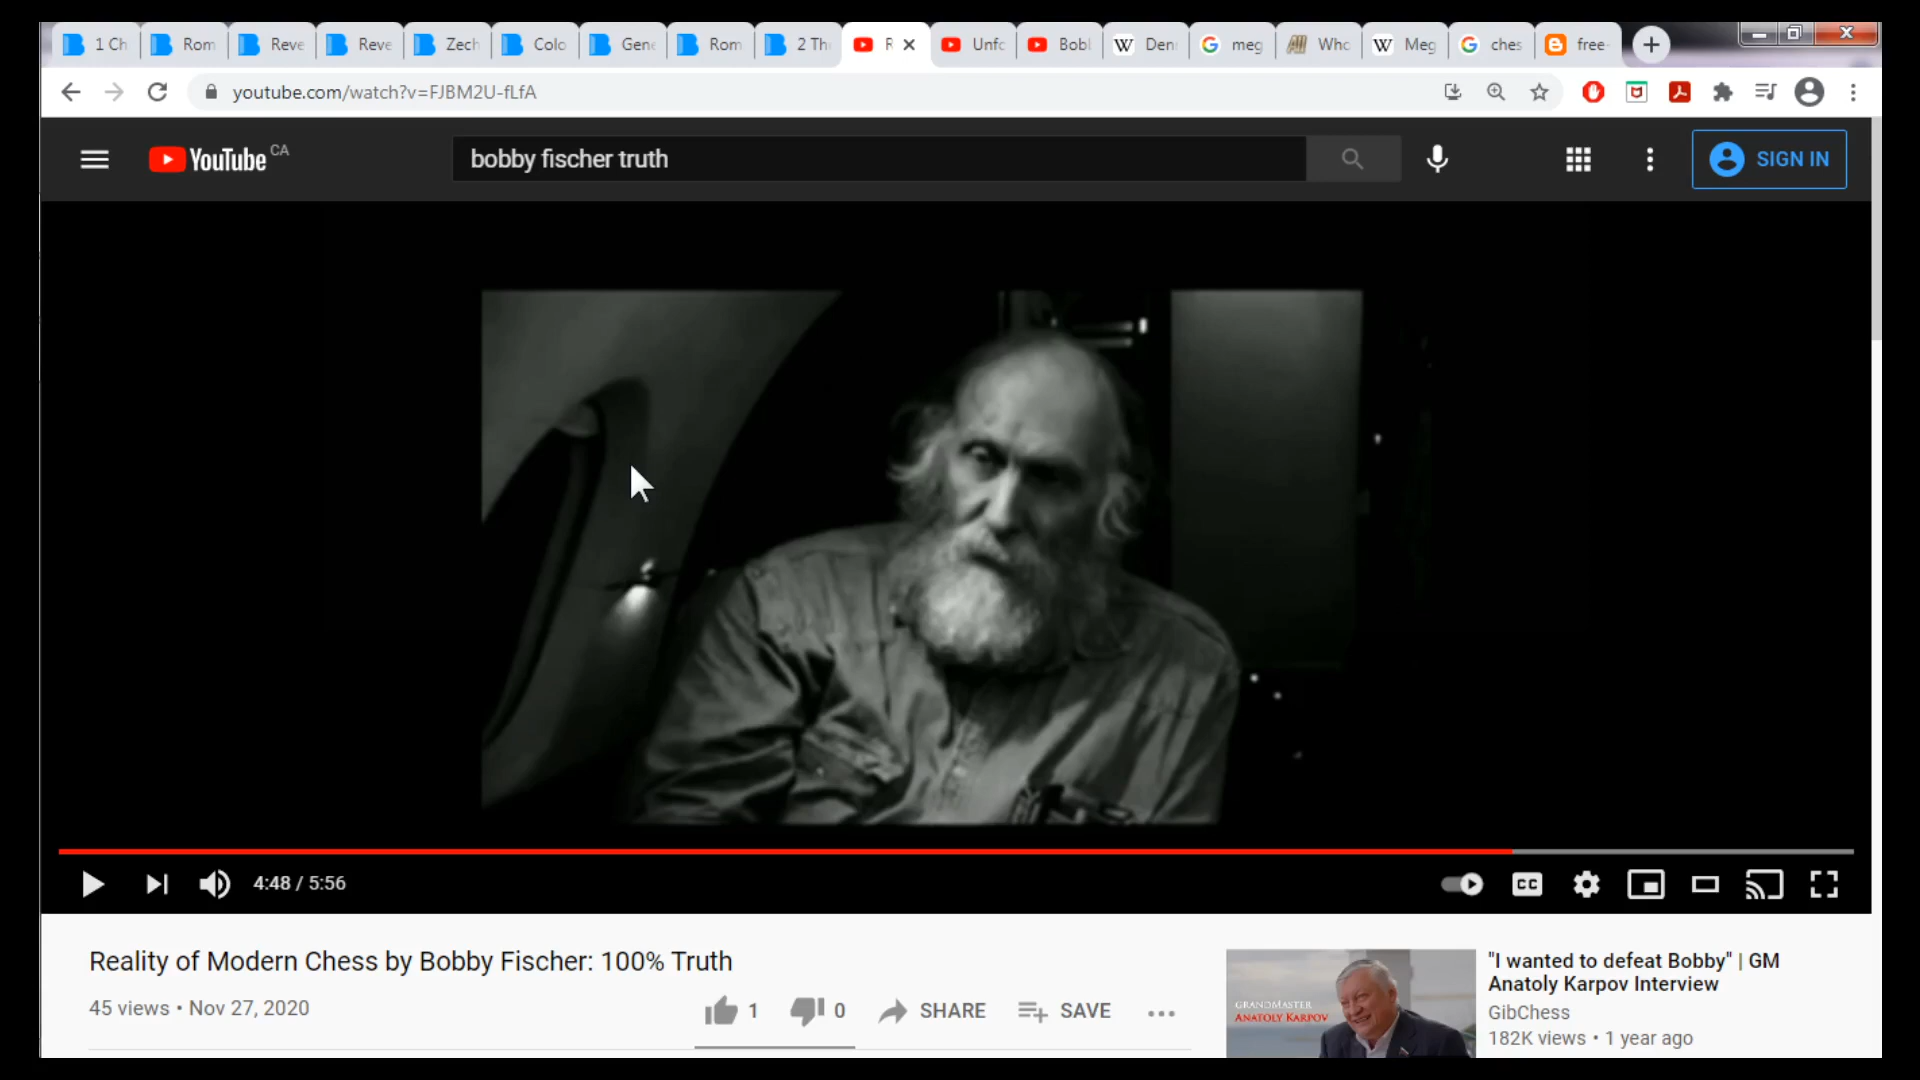 1 Ch
Rom
Reve
Reve
Zech
Colo
Gene
Rom
2 Th
R
Unfo
Bobl
W
Den
G
meg
Who
W
Meg
G
ches
free-
youtube.com/watch?v=FJBM2U-fLfA
YouTube CA
bobby fischer truth
SIGN IN
4:48 / 5:56
CC
Reality of Modern Chess by Bobby Fischer: 100% Truth
45 views • Nov 27, 2020
1
0
SHARE
SAVE
GRANDMASTER
ANATOLY KARPOV
"I wanted to defeat Bobby" | GM
Anatoly Karpov Interview
GibChess
182K views • 1 year ago